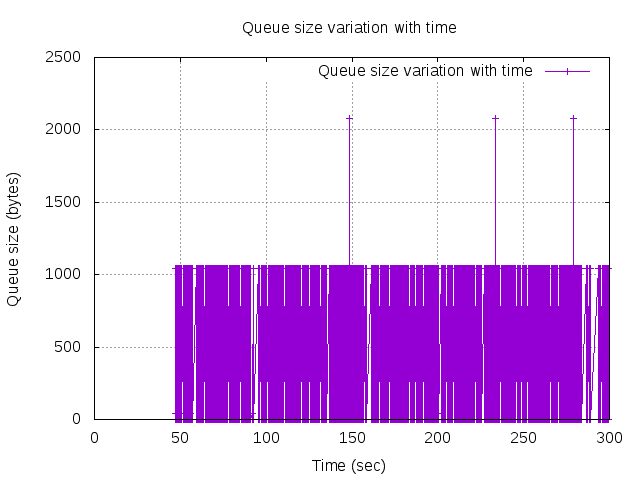 Queue size variation with time
Queue size variation with time
2500
2000
1500
1000
500
0
Queue size (bytes)
0 50 100 150 200 250 300
Time (sec)